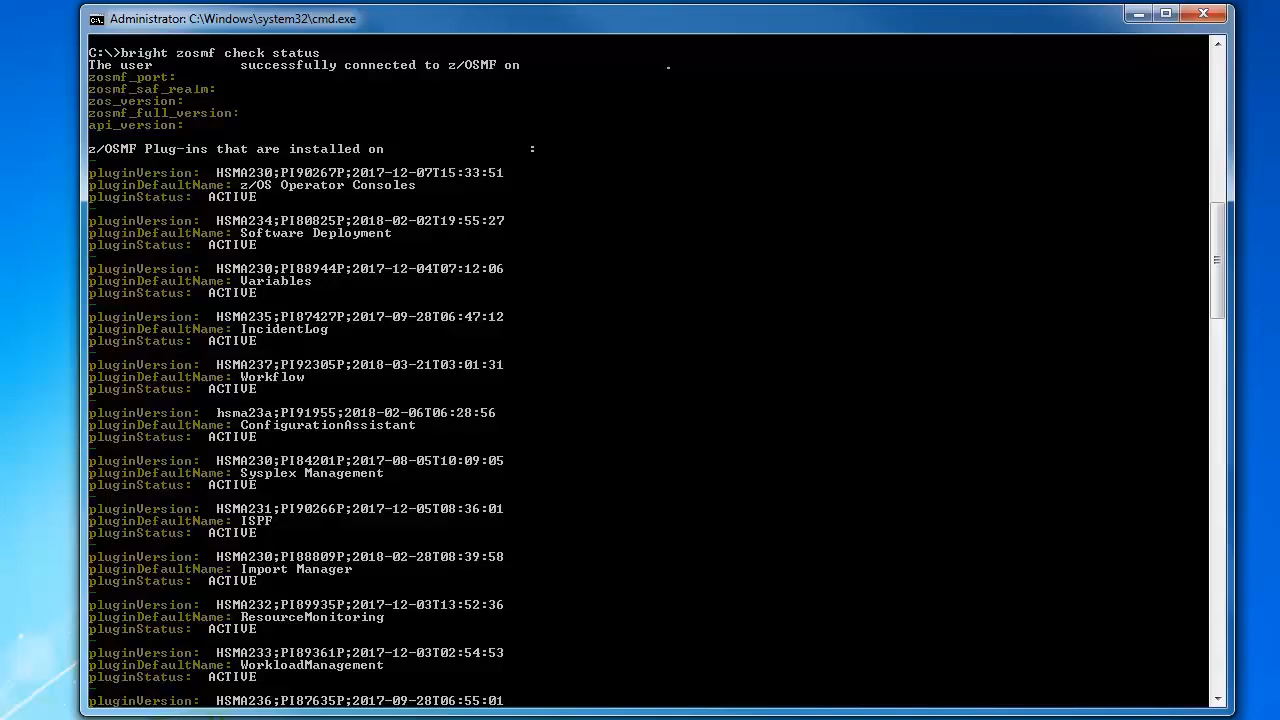 Administrator: C:\Windows\system32\cmd.exe
C:\>bright zosmf check status
The user successfully connected to z/OSMF on .
zosmf_port:
zosmf_saf_realm:
zos_version:
zosmf_full_version:
api_version:
z/OSMF Plug-ins that are installed on :
-
pluginVersion: HSMA230;PI90267P;2017-12-07T15:33:51
pluginDefaultName: z/OS Operator Consoles
pluginStatus: ACTIVE
-
pluginVersion: HSMA234;PI80825P;2018-02-02T19:55:27
pluginDefaultName: Software Deployment
pluginStatus: ACTIVE
-
pluginVersion: HSMA230;PI88944P;2017-12-04T07:12:06
pluginDefaultName: Variables
pluginStatus: ACTIVE
-
pluginVersion: HSMA235;PI87427P;2017-09-28T06:47:12
pluginDefaultName: IncidentLog
pluginStatus: ACTIVE
-
pluginVersion: HSMA237;PI92305P;2018-03-21T03:01:31
pluginDefaultName: Workflow
pluginStatus: ACTIVE
-
pluginVersion: hsma23a;PI91955;2018-02-06T06:28:56
pluginDefaultName: ConfigurationAssistant
pluginStatus: ACTIVE
-
pluginVersion: HSMA230;PI84201P;2017-08-05T10:09:05
pluginDefaultName: Sysplex Management
pluginStatus: ACTIVE
-
pluginVersion: HSMA231;PI90266P;2017-12-05T08:36:01
pluginDefaultName: ISPF
pluginStatus: ACTIVE
-
pluginVersion: HSMA230;PI88809P;2018-02-28T08:39:58
pluginDefaultName: Import Manager
pluginStatus: ACTIVE
-
pluginVersion: HSMA232;PI89935P;2017-12-03T13:52:36
pluginDefaultName: ResourceMonitoring
pluginStatus: ACTIVE
-
pluginVersion: HSMA233;PI89361P;2017-12-03T02:54:53
pluginDefaultName: WorkloadManagement
pluginStatus: ACTIVE
-
pluginVersion: HSMA236;PI87635P;2017-09-28T06:55:01